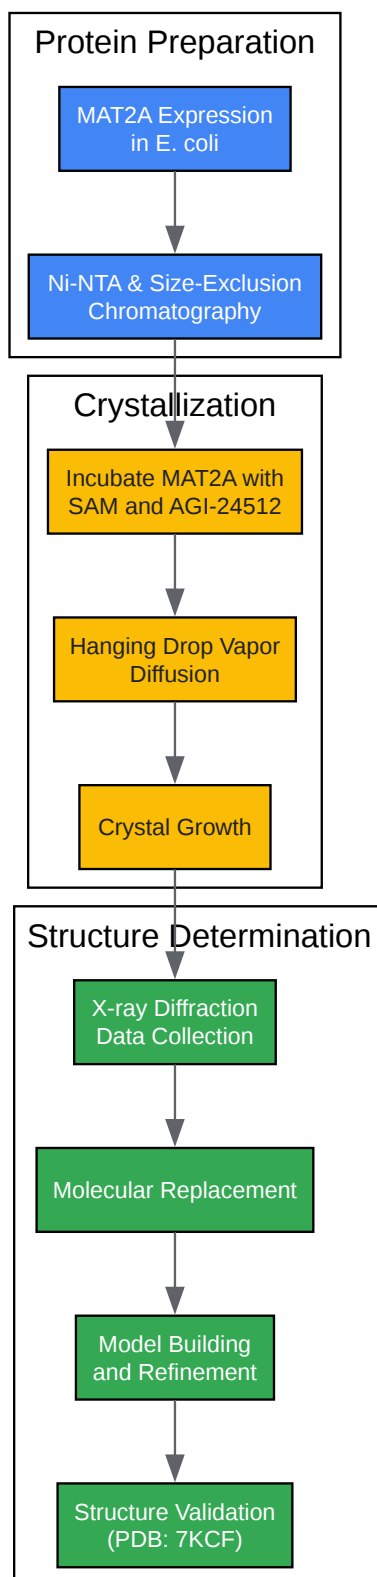 Protein Preparation
MAT2A Expression
in E. coli
Ni-NTA & Size-Exclusion
Chromatography
Crystallization
Incubate MAT2A with
SAM and AGI-24512
Hanging Drop Vapor
Diffusion
Crystal Growth
Structure Determination
X-ray Diffraction
Data Collection
Molecular Replacement
Model Building
and Refinement
Structure Validation
(PDB: 7KCF)